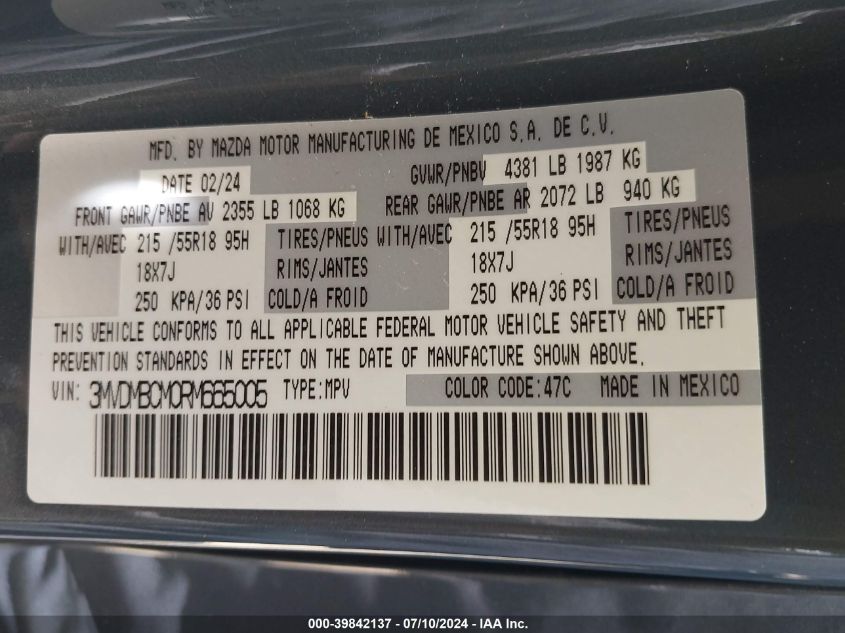 MFD. BY MAZDA MOTOR MANUFACTURING DE MEXICO S.A. DE C.V.
DATE 02/24 GVWR/PNBV 4381 LB 1987 KG
FRONT GAWR/PNBE AV 2355 LB 1068 KG REAR GAWR/PNBE AR 2072 LB 940 KG
WITH/AVEC 215 /55R18 95H TIRES/PNEUS WITH/AVEC 215 /55R18 95H TIRES/PNEUS
18X7J RIMS/JANTES 18X7J RIMS/JANTES
250 KPA/36 PSI COLD/A FROID 250 KPA/36 PSI COLD/A FROID
THIS VEHICLE CONFORMS TO ALL APPLICABLE FEDERAL MOTOR VEHICLE SAFETY AND THEFT
PREVENTION STANDARDS IN EFFECT ON THE DATE OF MANUFACTURE SHOWN ABOVE.
VIN: 3MVDMBCM0RM665005 TYPE:MPV COLOR CODE:47C MADE IN MEXICO
000-39842137 - 07/10/2024 - IAA Inc.